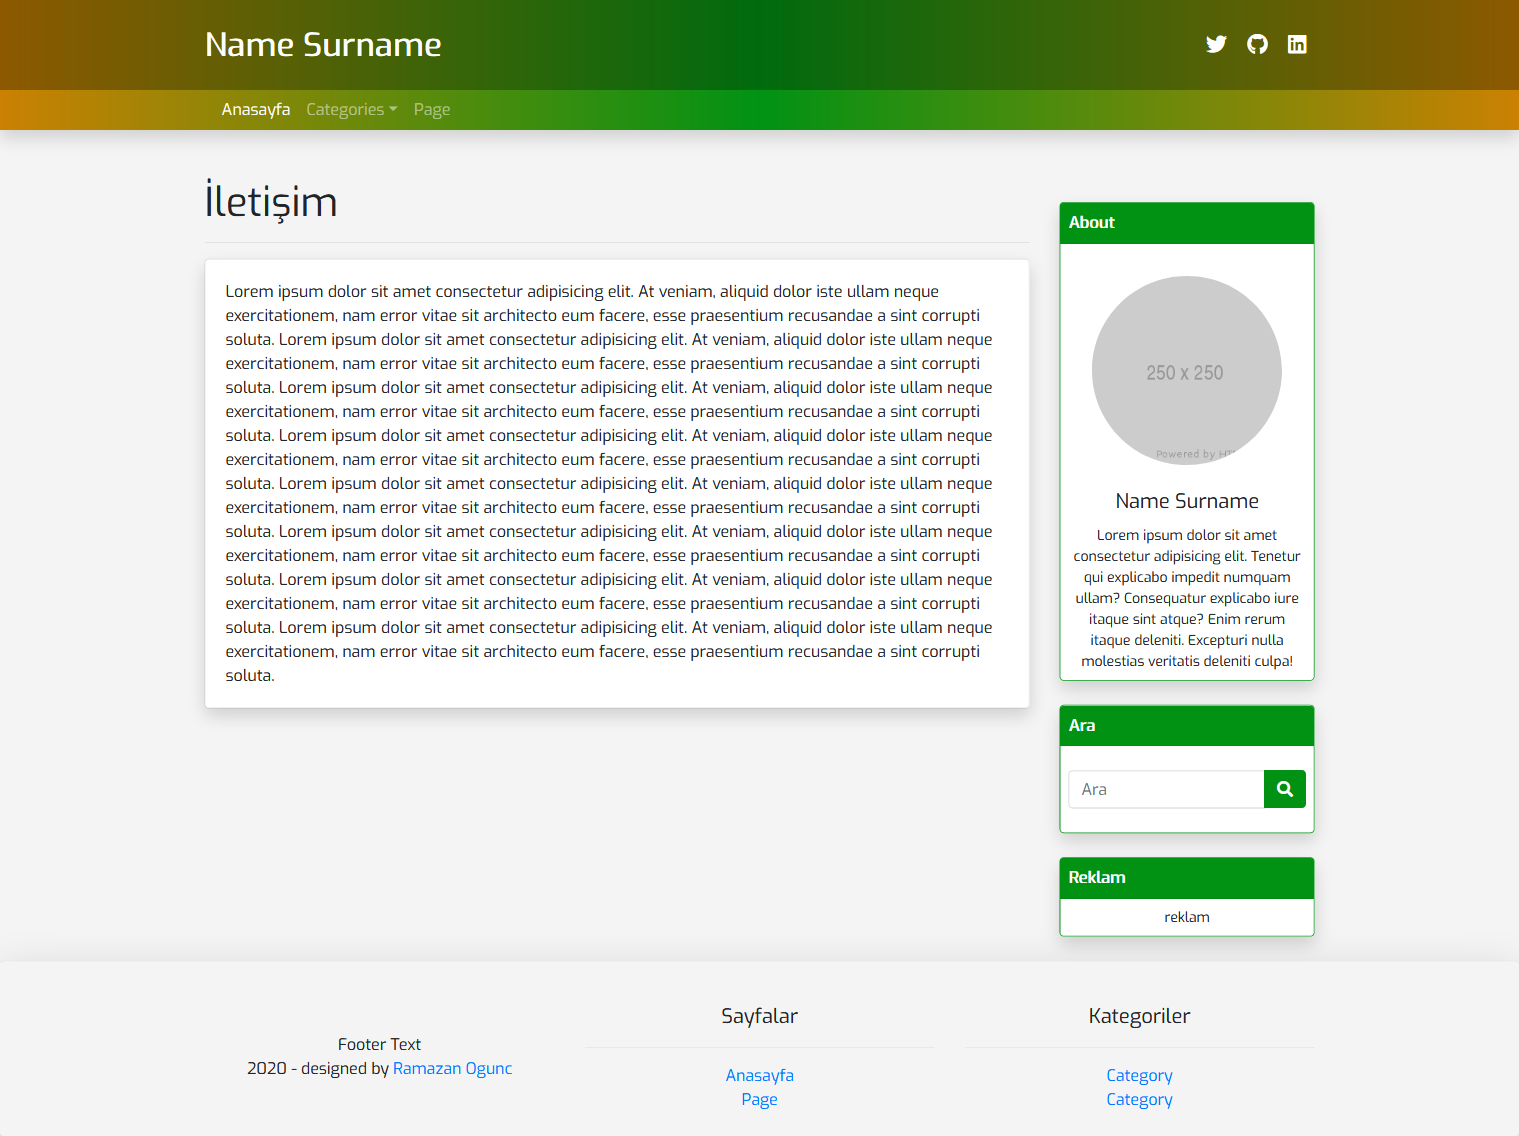 Name Surname
Anasayfa Categories Page
İletişim
Lorem ipsum dolor sit amet consectetur adipisicing elit. At veniam, aliquid dolor iste ullam neque
exercitationem, nam error vitae sit architecto eum facere, esse praesentium recusandae a sint corrupti
soluta. Lorem ipsum dolor sit amet consectetur adipisicing elit. At veniam, aliquid dolor iste ullam neque
exercitationem, nam error vitae sit architecto eum facere, esse praesentium recusandae a sint corrupti
soluta. Lorem ipsum dolor sit amet consectetur adipisicing elit. At veniam, aliquid dolor iste ullam neque
exercitationem, nam error vitae sit architecto eum facere, esse praesentium recusandae a sint corrupti
soluta. Lorem ipsum dolor sit amet consectetur adipisicing elit. At veniam, aliquid dolor iste ullam neque
exercitationem, nam error vitae sit architecto eum facere, esse praesentium recusandae a sint corrupti
soluta. Lorem ipsum dolor sit amet consectetur adipisicing elit. At veniam, aliquid dolor iste ullam neque
exercitationem, nam error vitae sit architecto eum facere, esse praesentium recusandae a sint corrupti
soluta. Lorem ipsum dolor sit amet consectetur adipisicing elit. At veniam, aliquid dolor iste ullam neque
exercitationem, nam error vitae sit architecto eum facere, esse praesentium recusandae a sint corrupti
soluta. Lorem ipsum dolor sit amet consectetur adipisicing elit. At veniam, aliquid dolor iste ullam neque
exercitationem, nam error vitae sit architecto eum facere, esse praesentium recusandae a sint corrupti
soluta. Lorem ipsum dolor sit amet consectetur adipisicing elit. At veniam, aliquid dolor iste ullam neque
exercitationem, nam error vitae sit architecto eum facere, esse praesentium recusandae a sint corrupti
soluta.
About
250 x 250
Powered by
Name Surname
Lorem ipsum dolor sit amet
consectetur adipisicing elit. Tenetur
qui explicabo impedit numquam
ullam? Consequatur explicabo iure
itaque sint atque? Enim rerum
itaque deleniti. Excepturi nulla
molestias veritatis deleniti culpa!
Ara
Ara
Reklam
reklam
Footer Text
2020 - designed by Ramazan Ogunc
Sayfalar
Anasayfa
Page
Kategoriler
Category
Category